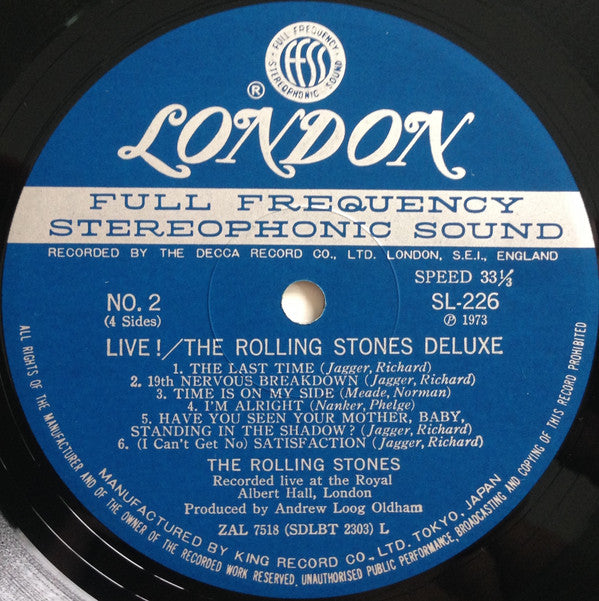 FULL FREQUENCY
ffss
STEREOPHONIC SOUND
®
LONDON
FULL FREQUENCY
STEREOPHONIC SOUND
RECORDED BY THE DECCA RECORD CO., LTD. LONDON, S.E.I., ENGLAND
SPEED 33⅓
NO. 2
SL-226
(4 Sides)
℗ 1973
LIVE!/THE ROLLING STONES DELUXE
1. THE LAST TIME (Jagger, Richard)
2. 19th NERVOUS BREAKDOWN (Jagger, Richard)
3. TIME IS ON MY SIDE (Meade, Norman)
4. I'M ALRIGHT (Nanker, Phelge)
5. HAVE YOU SEEN YOUR MOTHER, BABY,
STANDING IN THE SHADOW? (Jagger, Richard)
6. (I Can't Get No) SATISFACTION (Jagger, Richard)
THE ROLLING STONES
Recorded live at the Royal
Albert Hall, London
Produced by Andrew Loog Oldham
ZAL 7518 (SDLBT 2303) L
MANUFACTURED BY KING RECORD CO., LTD. TOKYO, JAPAN
ALL RIGHTS OF THE MANUFACTURER AND OF THE OWNER OF THE RECORDED WORK RESERVED. UNAUTHORISED PUBLIC PERFORMANCE, BROADCASTING AND COPYING OF THIS RECORD PROHIBITED